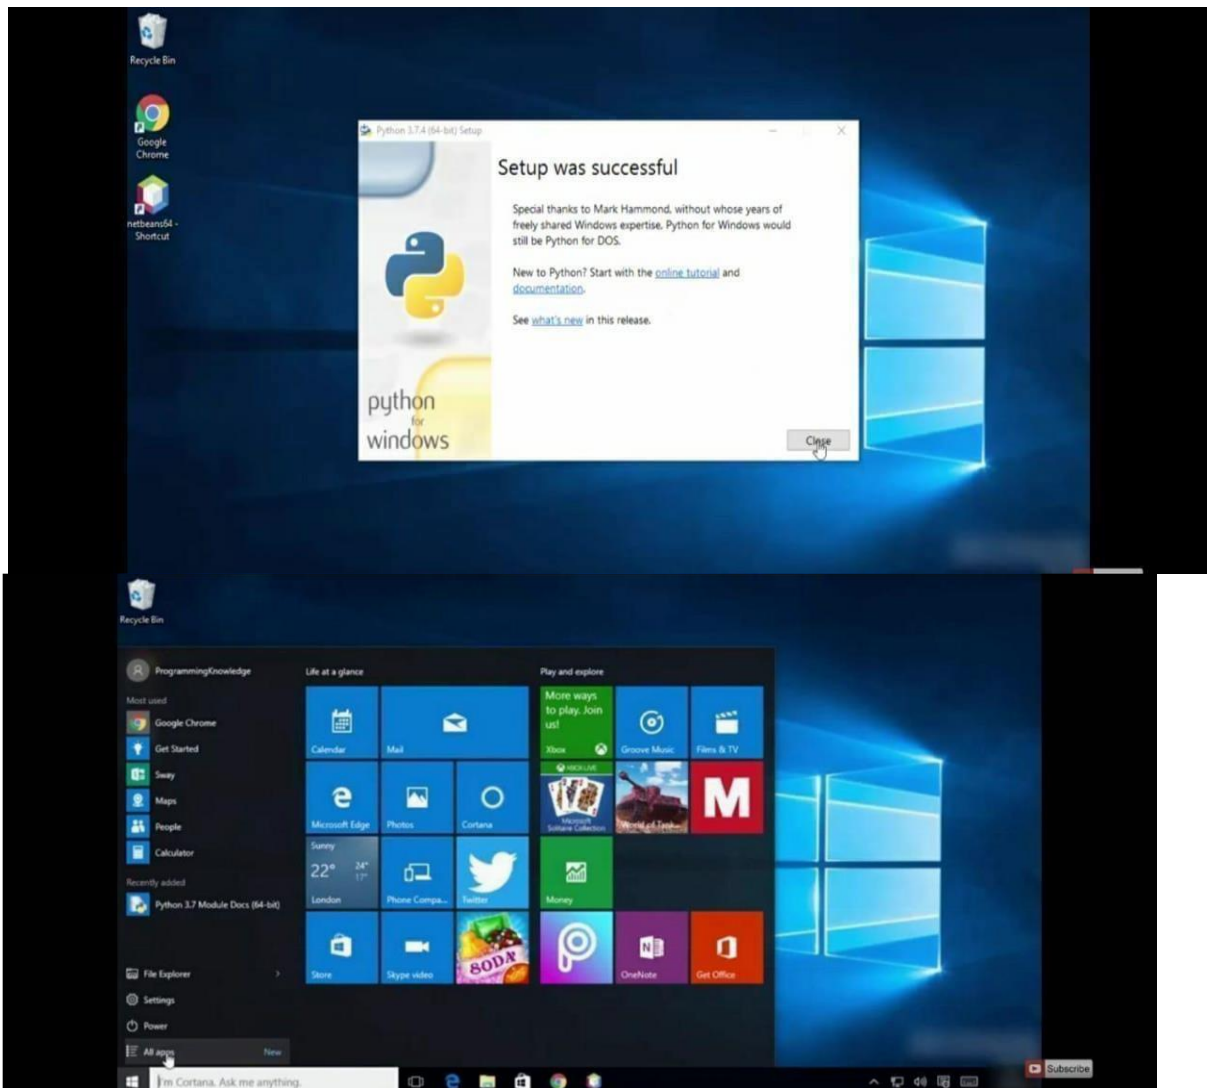 Recycle Bin
Google
Chrome
netbeans64 -
Shortcut
Python 3.7.4 (64-bit) Setup
Setup was successful
Special thanks to Mark Hammond, without whose years of
freely shared Windows expertise, Python for Windows would
still be Python for DOS.
New to Python? Start with the online tutorial and
documentation.
See what's new in this release.
python
for
windows
Close
Recycle Bin
ProgrammingKnowledge
Most used
Google Chrome
Get Started
Sway
Maps
People
Calculator
Recently added
Python 3.7 Module Docs (64-bit)
File Explorer
Settings
Power
All apps
New
Life at a glance
Calendar
Mail
Microsoft Edge
Photos
Cortana
Sunny
22°
24°
17°
London
Phone Compa...
Twitter
Store
Skype video
SODA
Play and explore
More ways
to play. Join
us!
Xbox
Groove Music
Films & TV
XBOX LIVE
Microsoft
Solitaire Collection
World of Tank...
M
Money
OneNote
Get Office
I'm Cortana. Ask me anything.
Subscribe